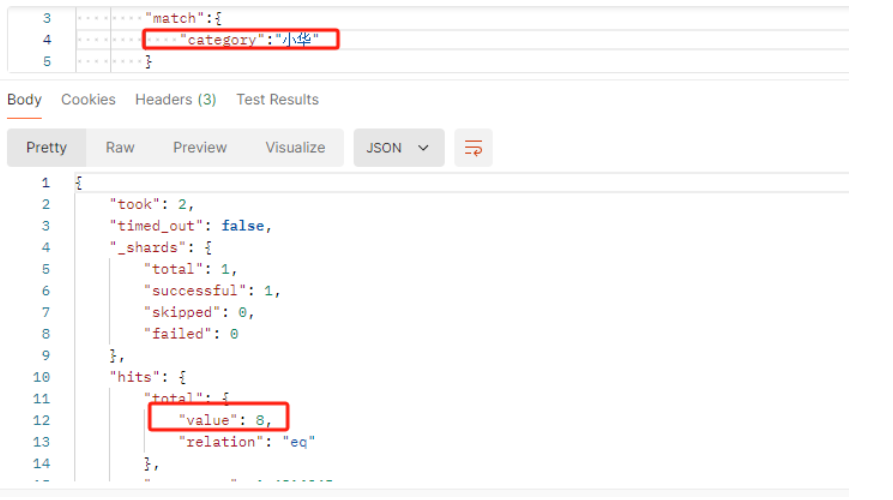 3 "match":{
4 "category":"小华"
5 }
Body Cookies Headers (3) Test Results
Pretty Raw Preview Visualize JSON
1 {
2 "took": 2,
3 "timed_out": false,
4 "_shards": {
5 "total": 1,
6 "successful": 1,
7 "skipped": 0,
8 "failed": 0
9 },
10 "hits": {
11 "total": {
12 "value": 8,
13 "relation": "eq"
14 },